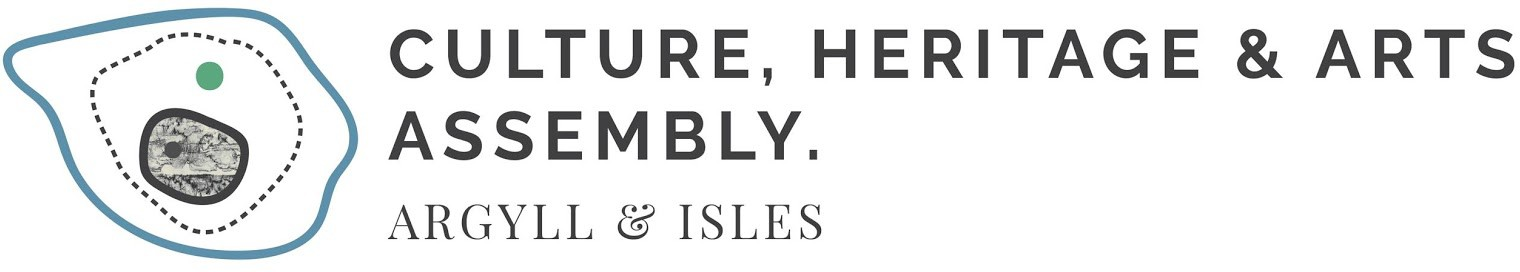 CULTURE, HERITAGE & ARTS
ASSEMBLY.
ARGYLL & ISLES